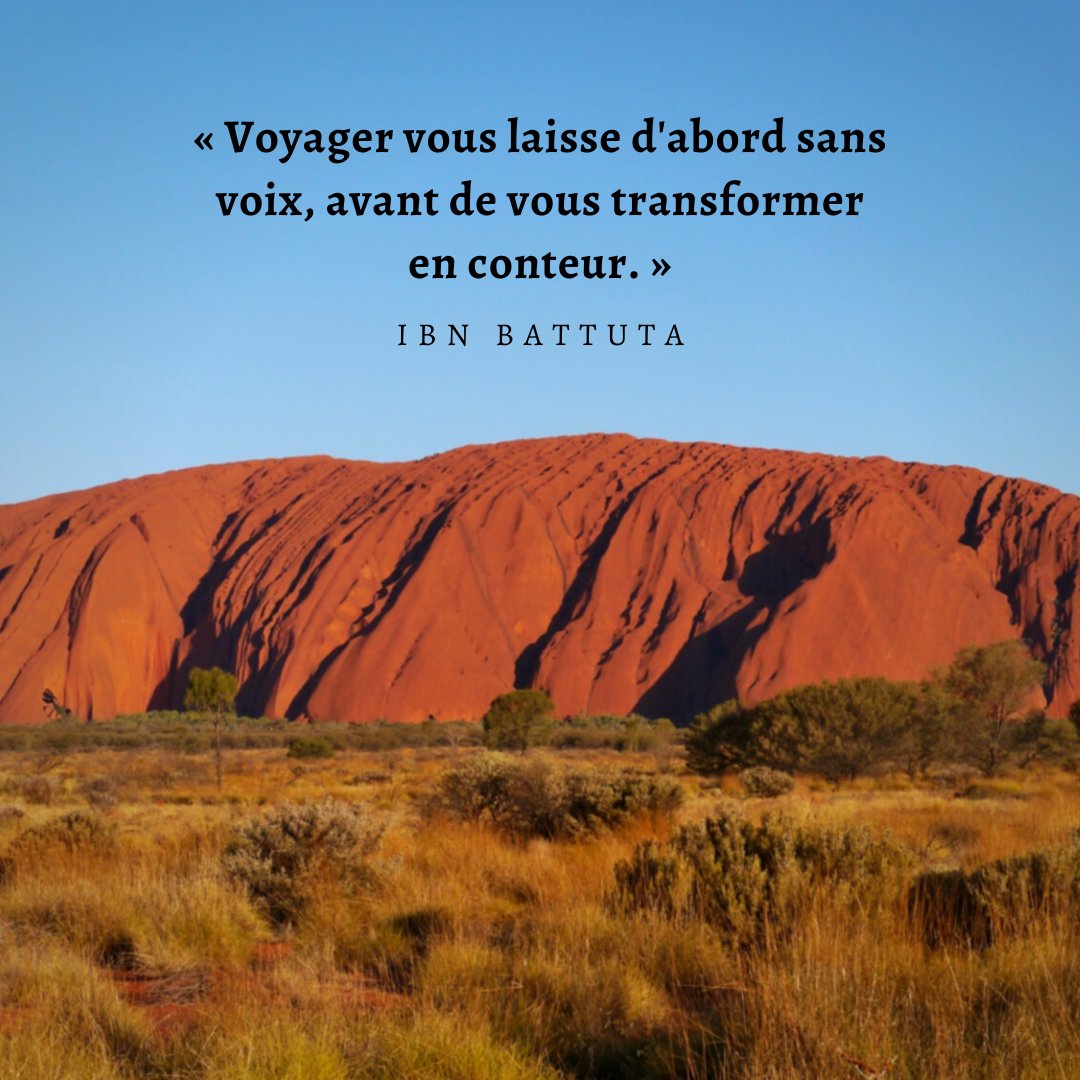 « Voyager vous laisse d'abord sans
voix, avant de vous transformer
en conteur. »
IBN BATTUTA